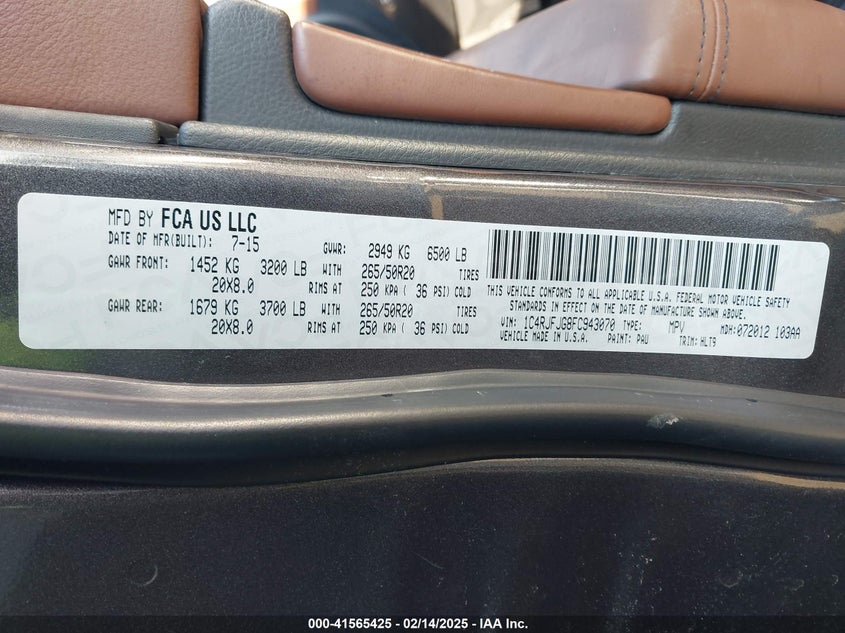 MFD BY FCA US LLC
DATE OF MFR(BUILT): 7-15 GVWR: 2949 KG 6500 LB
GAWR FRONT: 1452 KG 3200 LB WITH 265/50R20 TIRES
20X8.0 RIMS AT 250 KPA ( 36 PSI) COLD
GAWR REAR: 1679 KG 3700 LB WITH 265/50R20 TIRES
20X8.0 RIMS AT 250 KPA ( 36 PSI) COLD
THIS VEHICLE CONFORMS TO ALL APPLICABLE U.S.A. FEDERAL MOTOR VEHICLE SAFETY
STANDARDS IN EFFECT ON THE DATE OF MANUFACTURE SHOWN ABOVE.
VIN: 1C4RJFJG8FC943070 TYPE: MPV MDH: 072012 103AA
VEHICLE MADE IN U.S.A. PAINT: PAU TRIM: HLT9
000-41565425 - 02/14/2025 - IAA Inc.